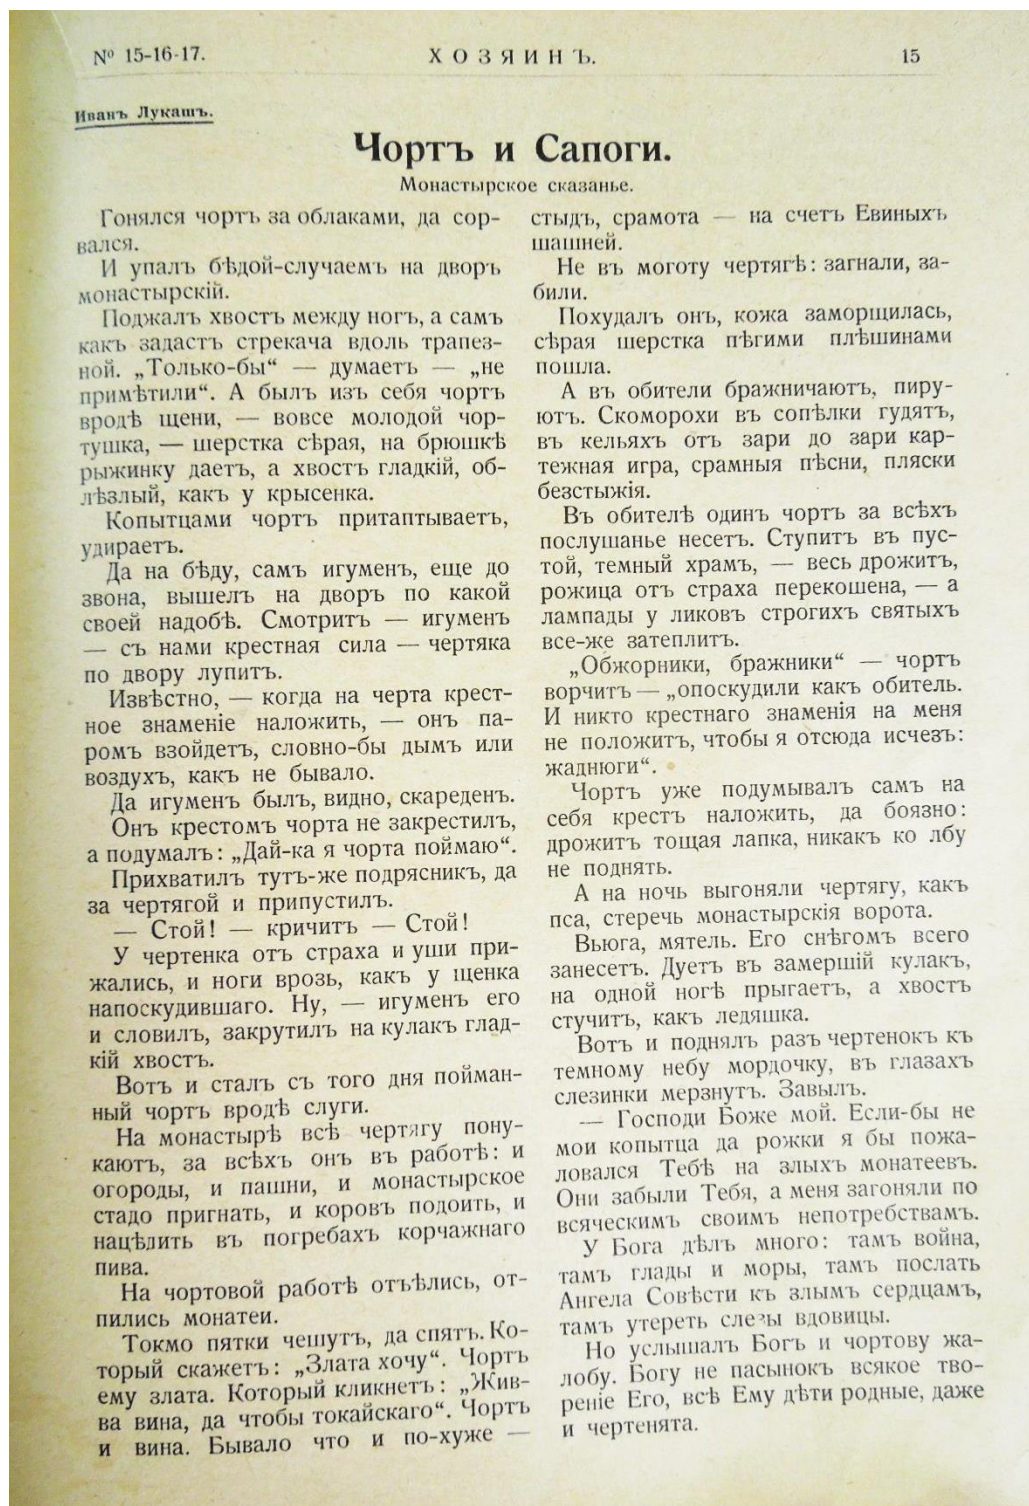 № 15-16-17.
ХОЗЯИНЪ.
15
Иванъ Лукашъ.
Чортъ и Сапоги.
Монастырское сказанье.
Гонялся чортъ за облаками, да сор-
вался.
И упалъ бѣдой-случаемъ на дворъ
монастырскій.
Поджалъ хвостъ между ногъ, а самъ
какъ задастъ стрекача вдоль трапез-
ной. „Только-бы“ — думаетъ — „не
примѣтили“. А былъ изъ себя чортъ
вродѣ щени, — вовсе молодой чор-
тушка, — шерстка сѣрая, на брюшкѣ
рыжинку даетъ, а хвостъ гладкій, об-
лѣзлый, какъ у крысенка.
Копытцами чортъ притаптываетъ,
удираетъ.
Да на бѣду, самъ игуменъ, еще до
звона, вышелъ на дворъ по какой
своей надобѣ. Смотритъ — игуменъ
— съ нами крестная сила — чертяка
по двору лупитъ.
Извѣстно, — когда на черта крест-
ное знаменіе наложить, — онъ па-
ромъ взойдетъ, словно-бы дымъ или
воздухъ, какъ не бывало.
Да игуменъ былъ, видно, скареденъ.
Онъ крестомъ чорта не закрестилъ,
а подумалъ: „Дай-ка я чорта поймаю“.
Прихватилъ тутъ-же подрясникъ, да
за чертягой и припустилъ.
— Стой! — кричитъ — Стой!
У чертенка отъ страха и уши при-
жались, и ноги врозь, какъ у щенка
напоскудившаго. Ну, — игуменъ его
и словилъ, закрутилъ на кулакъ глад-
кій хвостъ.
Вотъ и сталъ съ того дня пойман-
ный чортъ вродѣ слуги.
На монастырѣ всѣ чертягу пону-
каютъ, за всѣхъ онъ въ работѣ: и
огороды, и пашни, и монастырское
стадо пригнать, и коровъ подоить, и
нацѣдить въ погребахъ корчажнаго
пива.
На чортовой работѣ отъѣлись, от-
пились монатеи.
Токмо пятки чешутъ, да спятъ. Ко-
торый скажетъ: „Злата хочу“. Чортъ
ему злата. Который кликнетъ: „Жив-
ва вина, да чтобы токайскаго“. Чортъ
и вина. Бывало что и по-хуже —
стыдъ, срамота — на счетъ Евиныхъ
шашней.
Не въ моготу чертягѣ: загнали, за-
били.
Похудалъ онъ, кожа заморщилась,
сѣрая шерстка пѣгими плѣшинами
пошла.
А въ обители бражничаютъ, пиру-
ютъ. Скоморохи въ сопѣлки гудятъ,
въ кельяхъ отъ зари до зари кар-
тежная игра, срамныя пѣсни, пляски
безстыжія.
Въ обителѣ одинъ чортъ за всѣхъ
послушанье несетъ. Ступитъ въ пус-
той, темный храмъ, — весь дрожитъ,
рожица отъ страха перекошена, — а
лампады у ликовъ строгихъ святыхъ
все-же затеплитъ.
„Обжорники, бражники“ — чортъ
ворчитъ — „опоскудили какъ обитель.
И никто крестнаго знаменія на меня
не положитъ, чтобы я отсюда исчезъ:
жаднюги“.
Чортъ уже подумывалъ самъ на
себя крестъ наложить, да боязно:
дрожитъ тощая лапка, никакъ ко лбу
не поднять.
А на ночь выгоняли чертягу, какъ
пса, стеречь монастырскія ворота.
Вьюга, мятель. Его снѣгомъ всего
занесетъ. Дуетъ въ замершій кулакъ,
на одной ногѣ прыгаетъ, а хвостъ
стучитъ, какъ ледяшка.
Вотъ и поднялъ разъ чертенокъ къ
темному небу мордочку, въ глазахъ
слезинки мерзнутъ. Завылъ.
— Господи Боже мой. Если-бы не
мои копытца да рожки я бы пожа-
ловался Тебѣ на злыхъ монатеевъ.
Они забыли Тебя, а меня загоняли по
всяческимъ своимъ непотребствамъ.
У Бога дѣлъ много: тамъ война,
тамъ глады и моры, тамъ послать
Ангела Совѣсти къ злымъ сердцамъ,
тамъ утереть слезы вдовицы.
Но услышалъ Богъ и чортову жа-
лобу. Богу не пасынокъ всякое тво-
реніе Его, всѣ Ему дѣти родные, даже
и чертенята.